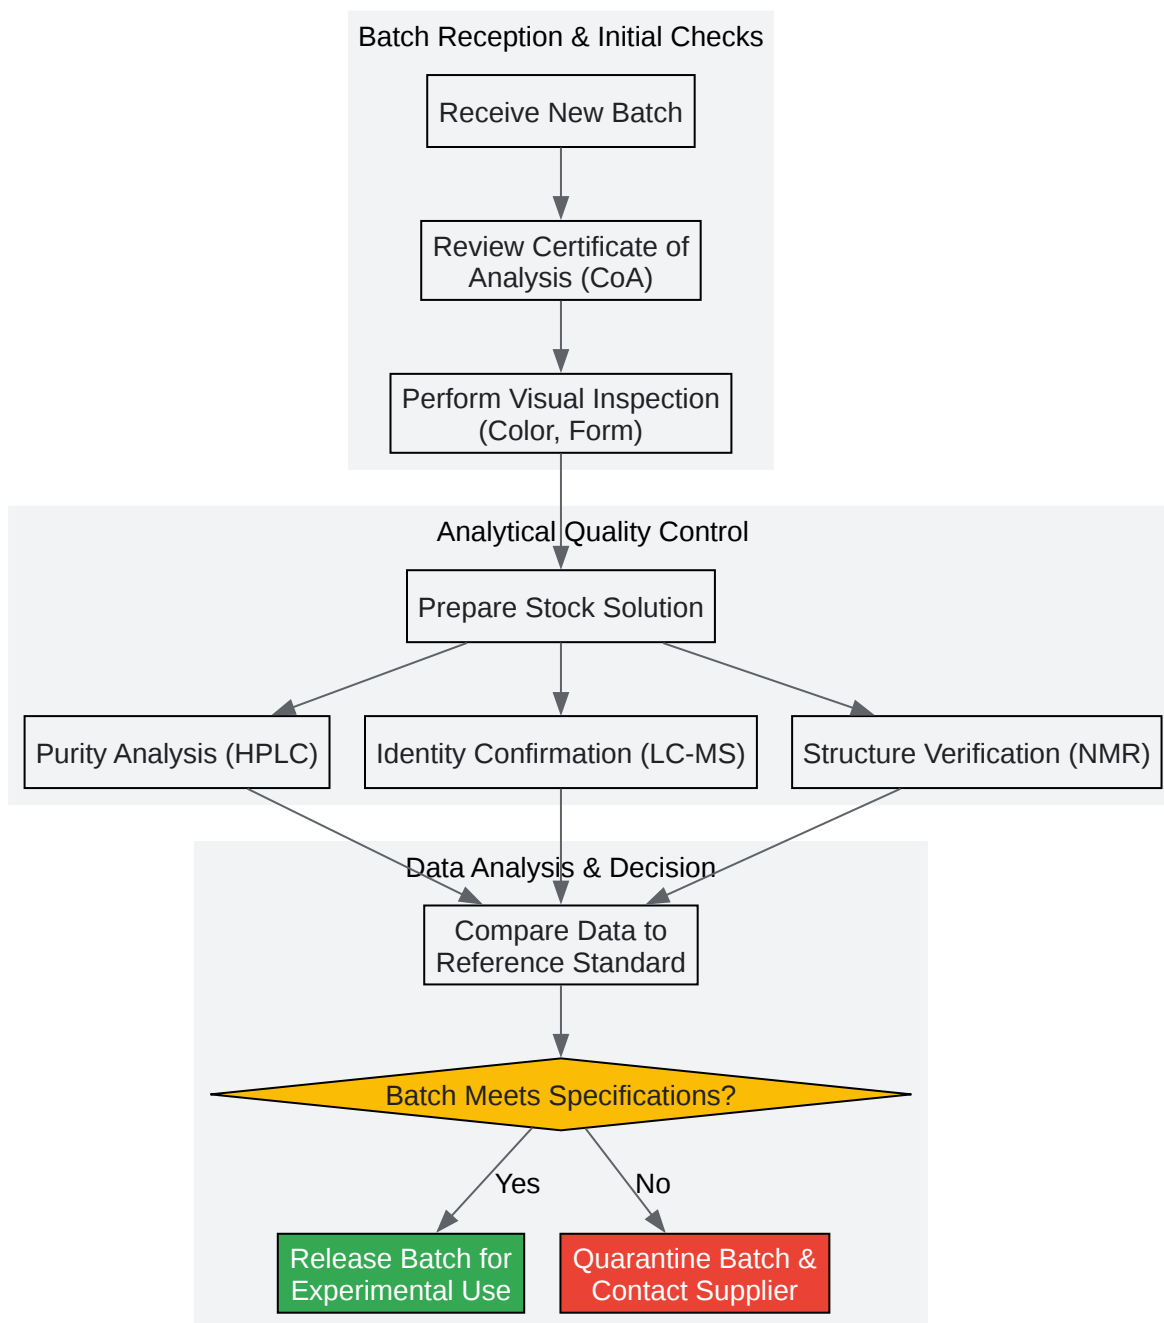 Batch Reception & Initial Checks
Receive New Batch
Review Certificate of
Analysis (CoA)
Perform Visual Inspection
(Color, Form)
Analytical Quality Control
Prepare Stock Solution
Purity Analysis (HPLC)
Identity Confirmation (LC-MS)
Structure Verification (NMR)
Data Analysis & Decision
Compare Data to
Reference Standard
Batch Meets Specifications?
Yes
No
Release Batch for
Experimental Use
Quarantine Batch &
Contact Supplier